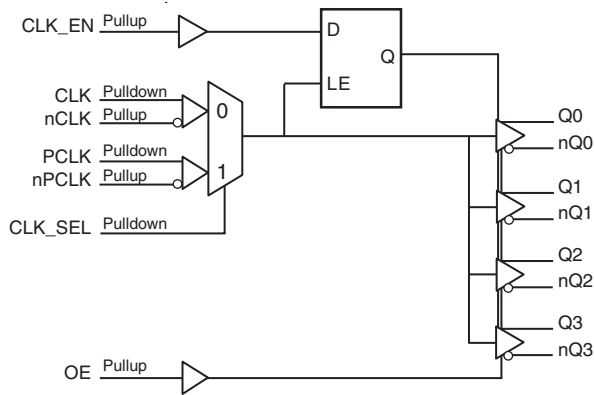 CLK_EN Pullup
D
Q
LE
CLK Pulldown
nCLK Pullup
0
PCLK Pulldown
nPCLK Pullup
1
CLK_SEL Pulldown
Q0
nQ0
Q1
nQ1
Q2
nQ2
Q3
nQ3
OE Pullup